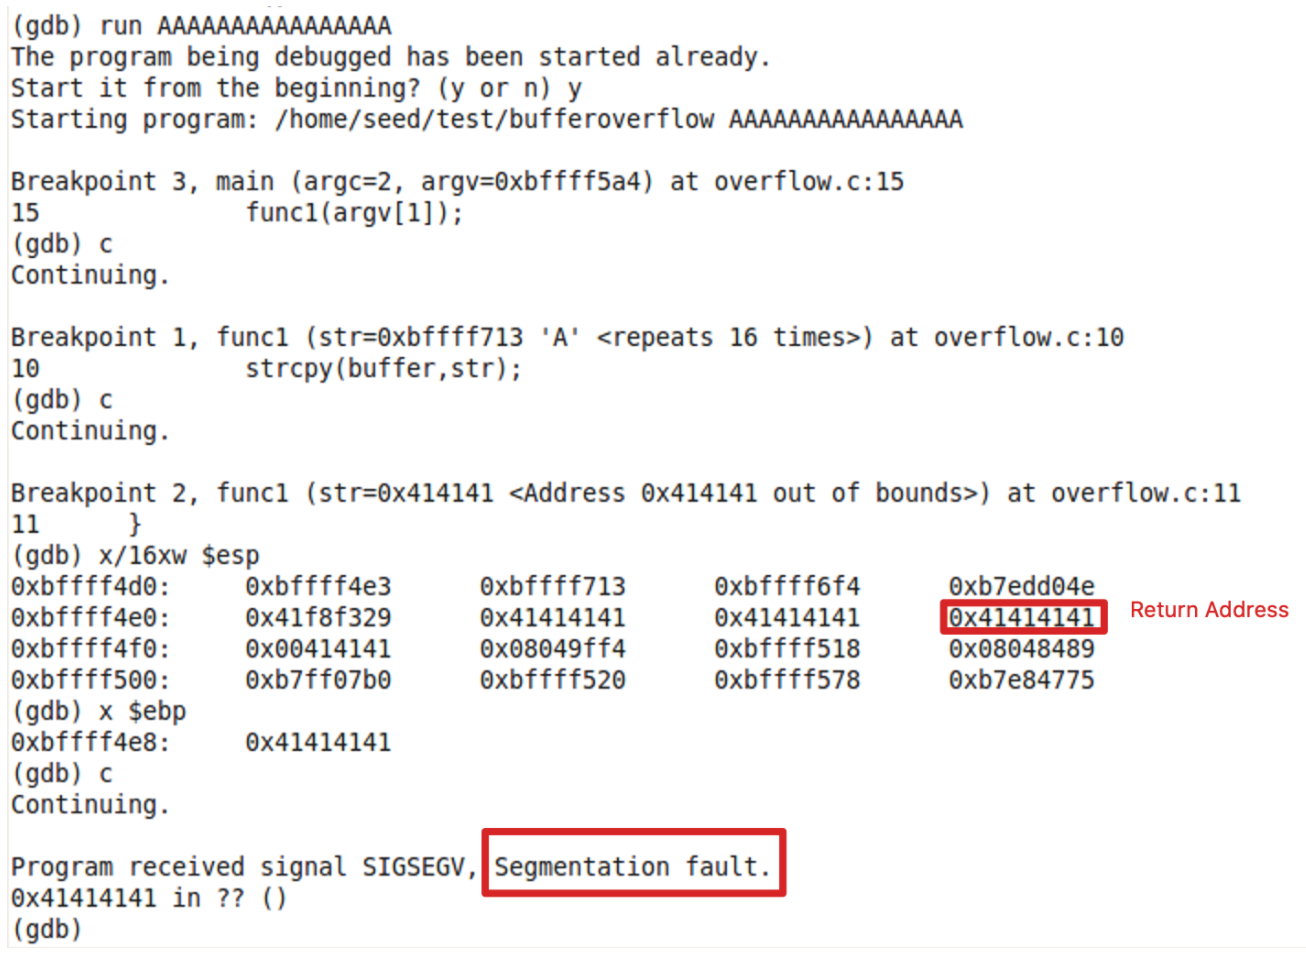 (gdb) run AAAAAAAAAAAAAAAA
The program being debugged has been started already.
Start it from the beginning? (y or n) y
Starting program: /home/seed/test/bufferoverflow AAAAAAAAAAAAAAAA
Breakpoint 3, main (argc=2, argv=0xbffff5a4) at overflow.c:15
15              func1(argv[1]);
(gdb) c
Continuing.
Breakpoint 1, func1 (str=0xbffff713 'A' <repeats 16 times>) at overflow.c:10
10              strcpy(buffer,str);
(gdb) c
Continuing.
Breakpoint 2, func1 (str=0x414141 <Address 0x414141 out of bounds>) at overflow.c:11
11      }
(gdb) x/16xw $esp
0xbffff4d0:     0xbffff4e3      0xbffff713      0xbffff6f4      0xb7edd04e
0xbffff4e0:     0x41f8f329      0x41414141      0x41414141      0x41414141 Return Address
0xbffff4f0:     0x00414141      0x08049ff4      0xbffff518      0x08048489
0xbffff500:     0xb7ff07b0      0xbffff520      0xbffff578      0xb7e84775
(gdb) x $ebp
0xbffff4e8:     0x41414141
(gdb) c
Continuing.
Program received signal SIGSEGV, Segmentation fault.
0x41414141 in ?? ()
(gdb)